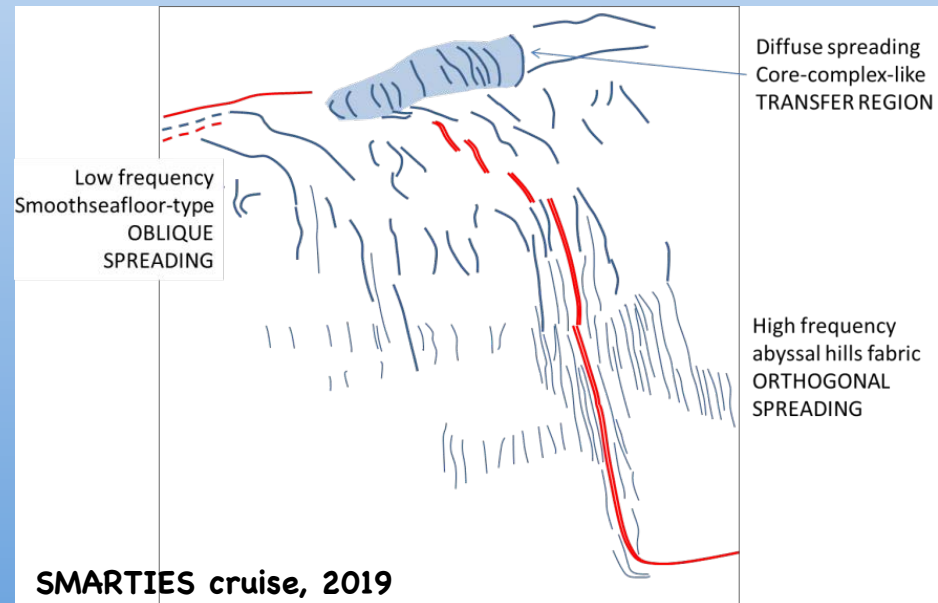 Diffuse spreading
Core-complex-like
TRANSFER REGION
Low frequency
Smoothseafloor-type
OBLIQUE
SPREADING
High frequency
abyssal hills fabric
ORTHOGONAL
SPREADING
SMARTIES cruise, 2019